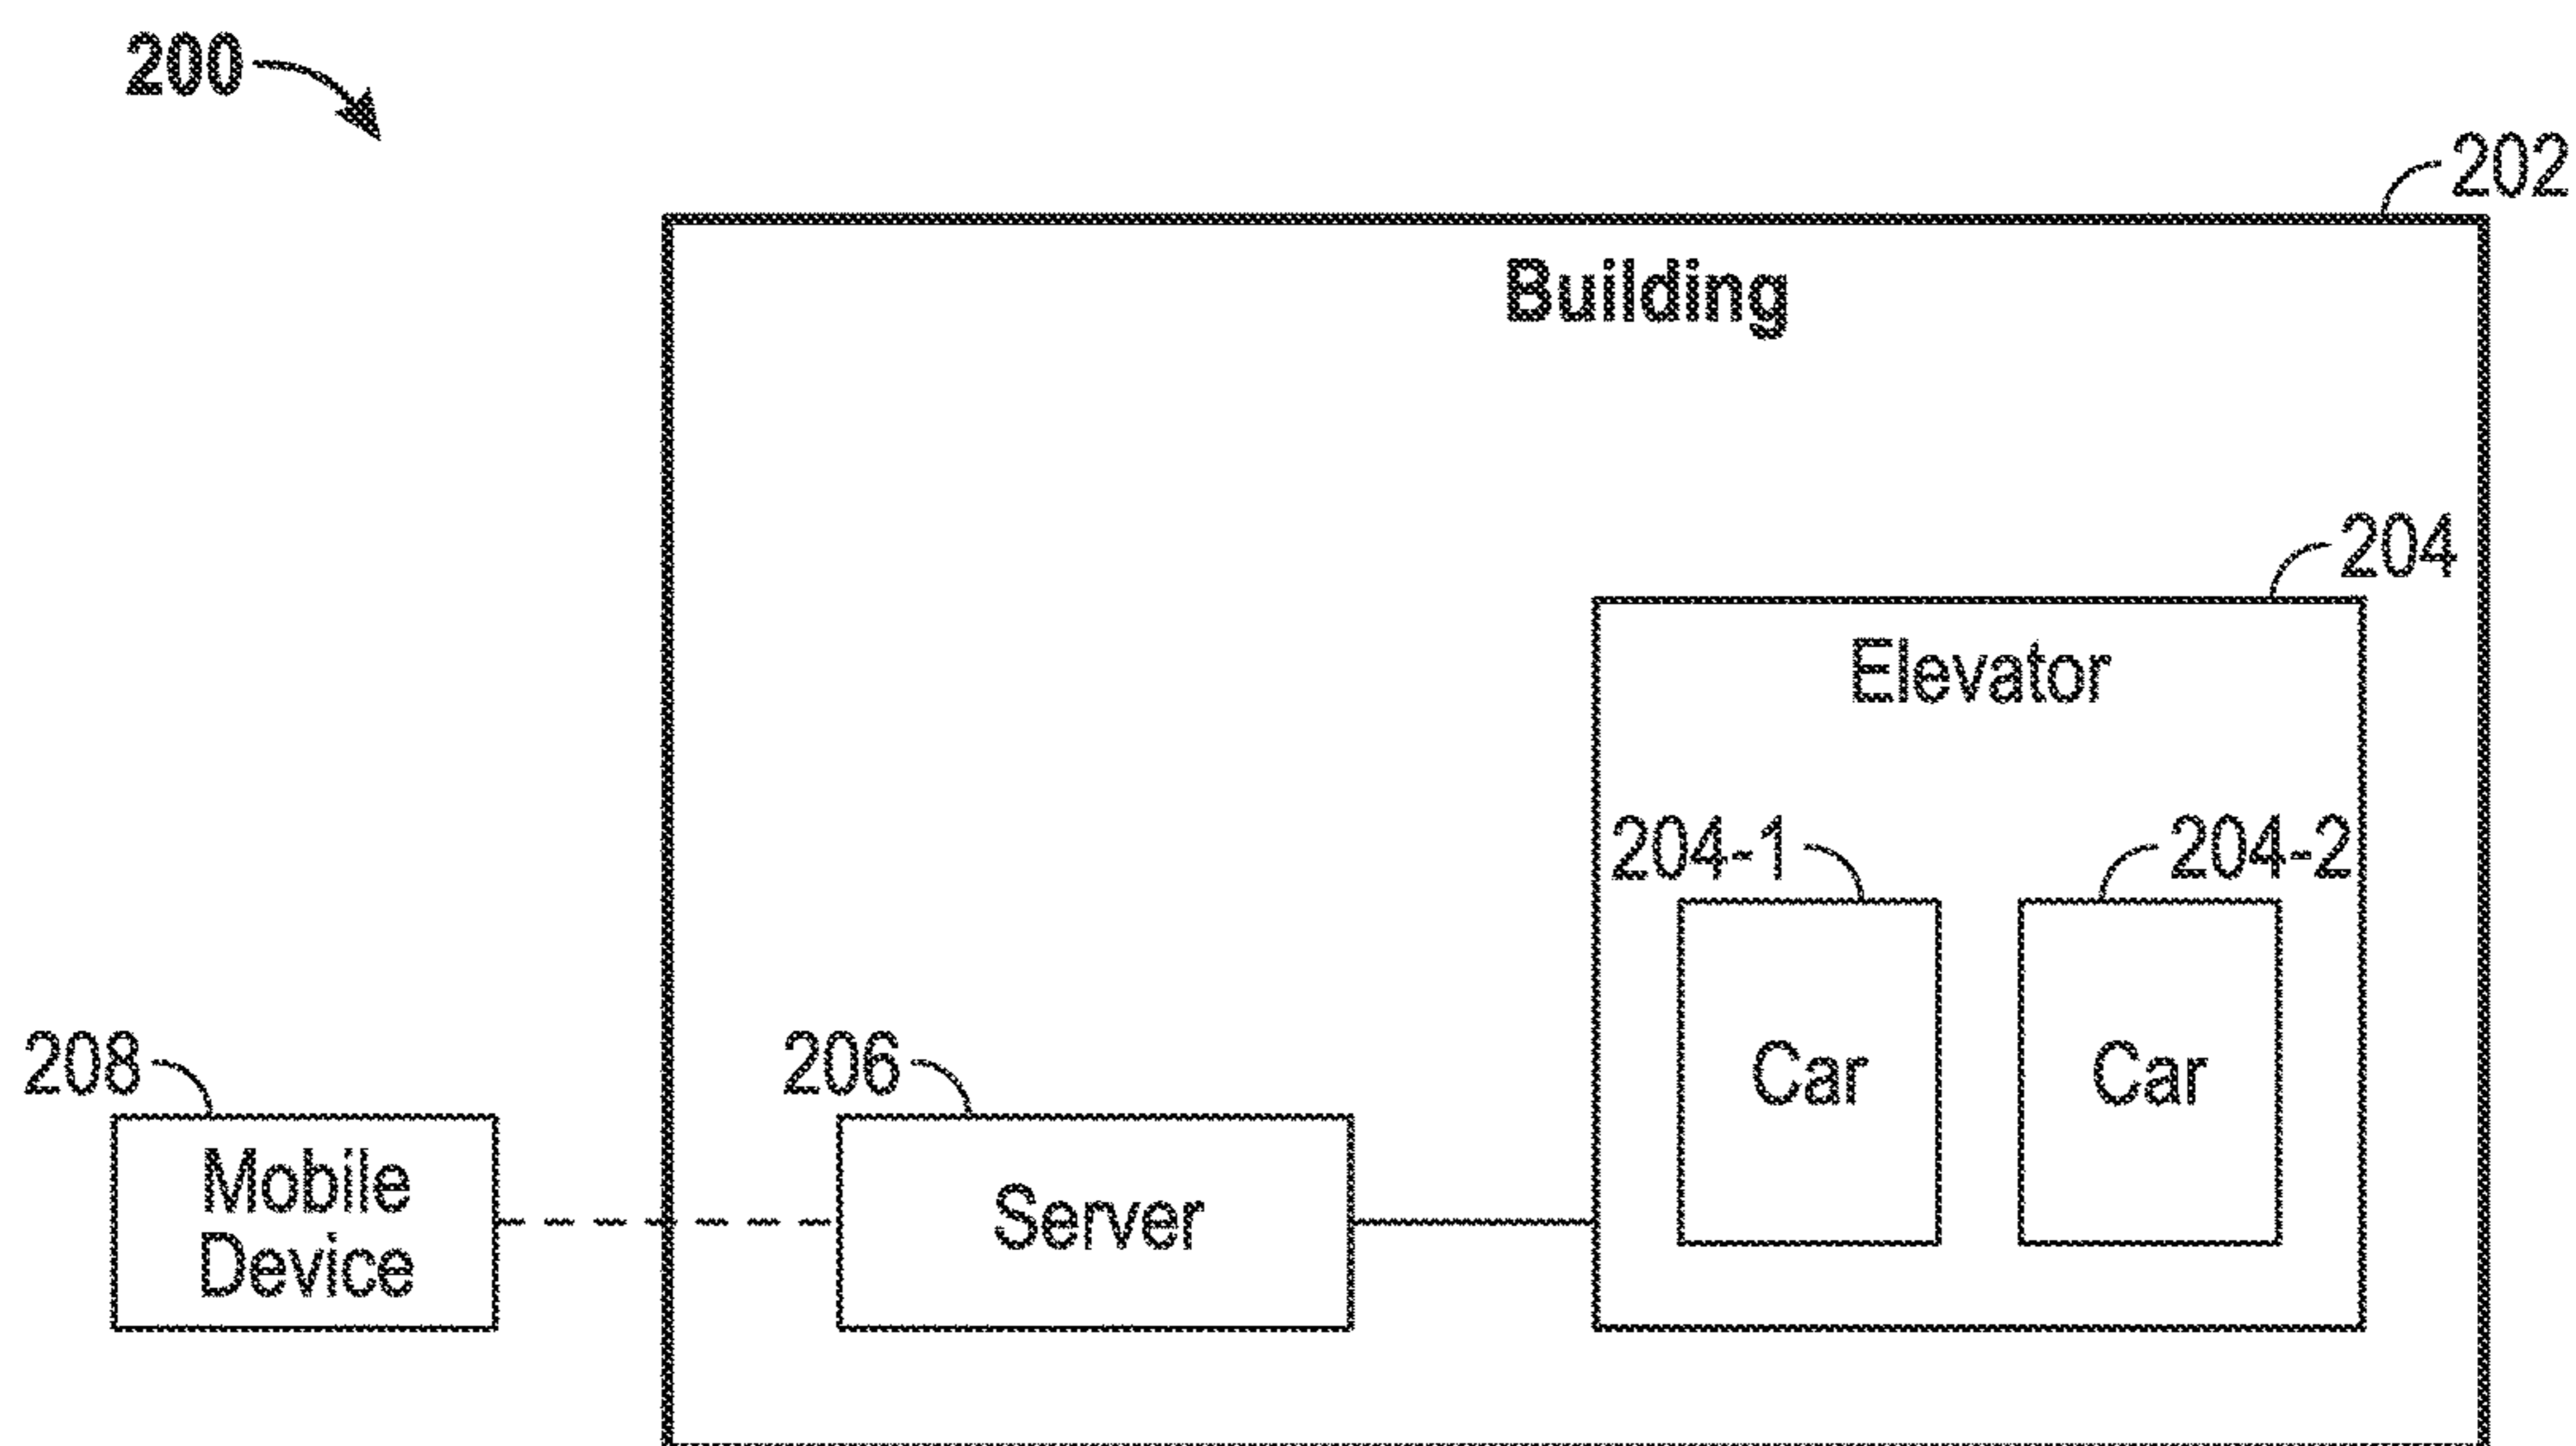 200
202
Building
204
Elevator
204-1
204-2
Car
Car
208
206
Mobile
Device
Server